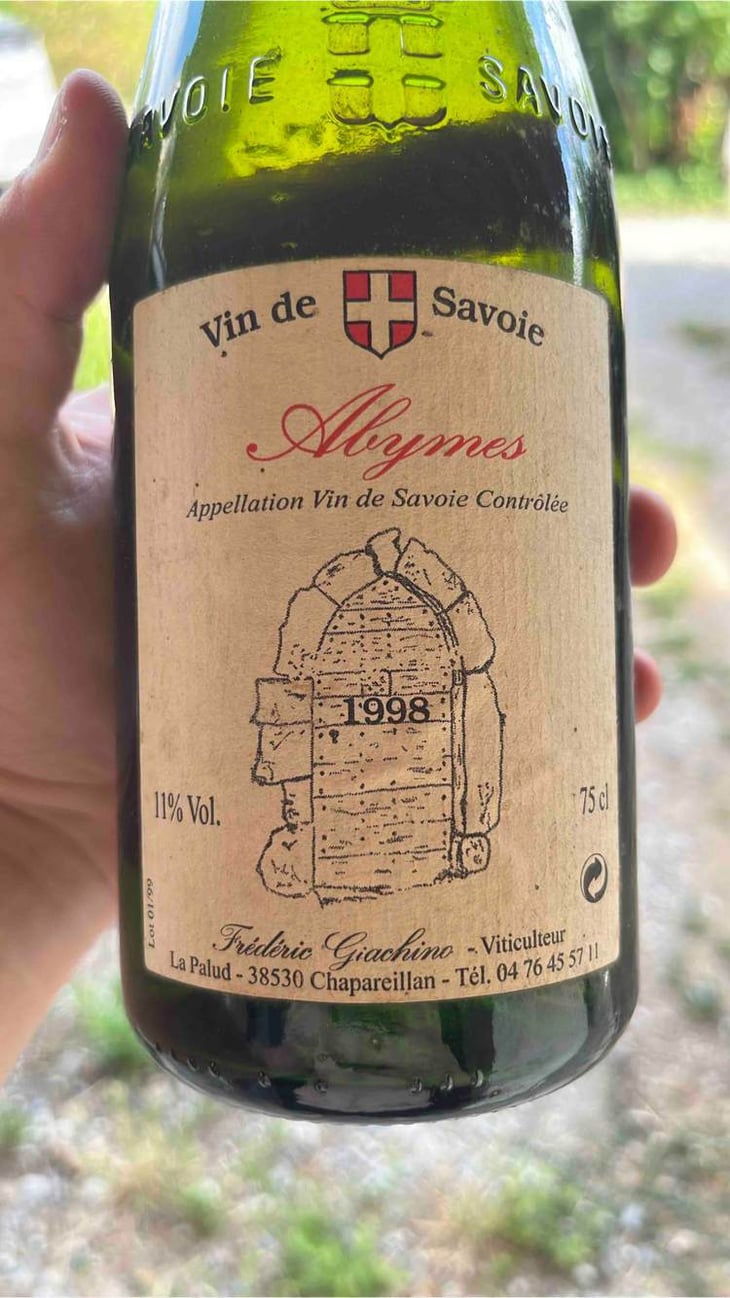 SAVOIE SAVOIE
Vin de Savoie
Abymes
Appellation Vin de Savoie Contrôlée
1998
11% Vol.
75 cl
Lot 01/99
Frédéric Giachino - Viticulteur
La Palud - 38530 Chapareillan - Tél. 04 76 45 57 11